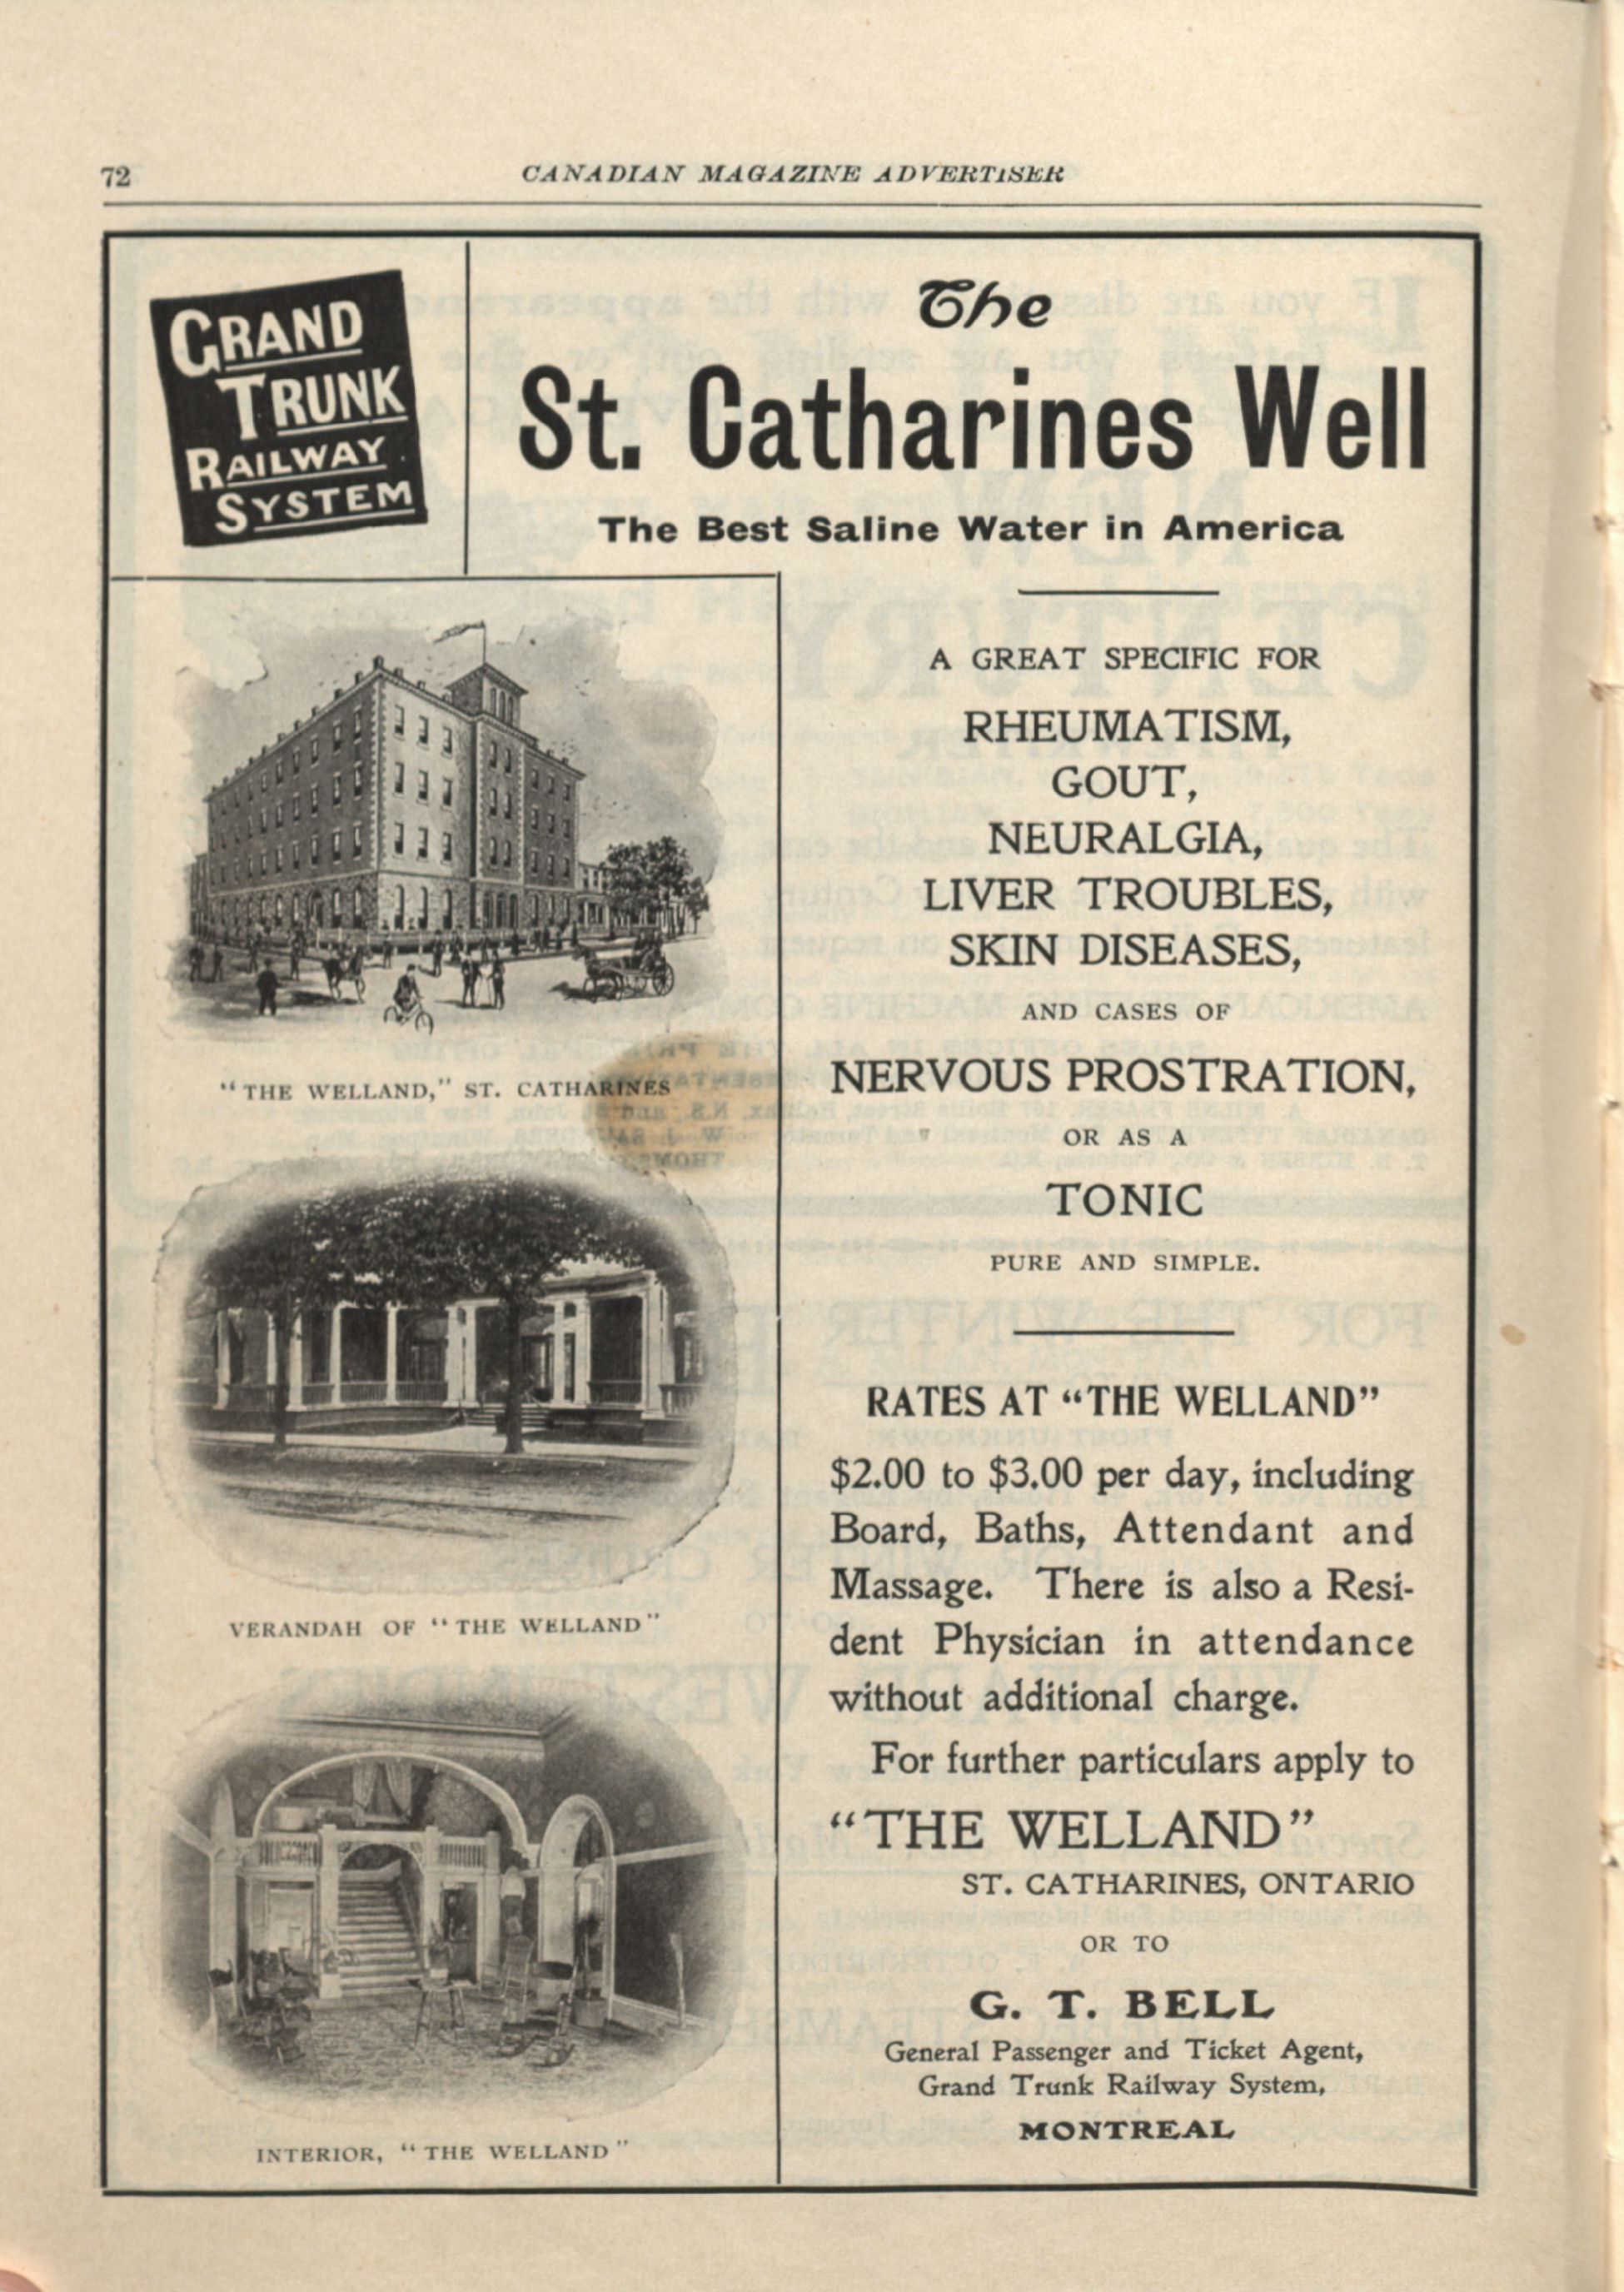 72
CANADIAN MAGAZINE ADVERTISER
GRAND
TRUNK
RAILWAY
SYSTEM
The
St. Catharines Well
The Best Saline Water in America
"THE WELLAND," ST. CATHARINES
VERANDAH OF "THE WELLAND"
INTERIOR, "THE WELLAND"
A GREAT SPECIFIC FOR
RHEUMATISM,
GOUT,
NEURALGIA,
LIVER TROUBLES,
SKIN DISEASES,
AND CASES OF
NERVOUS PROSTRATION,
OR AS A
TONIC
PURE AND SIMPLE.
RATES AT "THE WELLAND"
$2.00 to $3.00 per day, including
Board, Baths, Attendant and
Massage. There is also a Resi-
dent Physician in attendance
without additional charge.
For further particulars apply to
"THE WELLAND"
ST. CATHARINES, ONTARIO
OR TO
G. T. BELL
General Passenger and Ticket Agent,
Grand Trunk Railway System,
MONTREAL